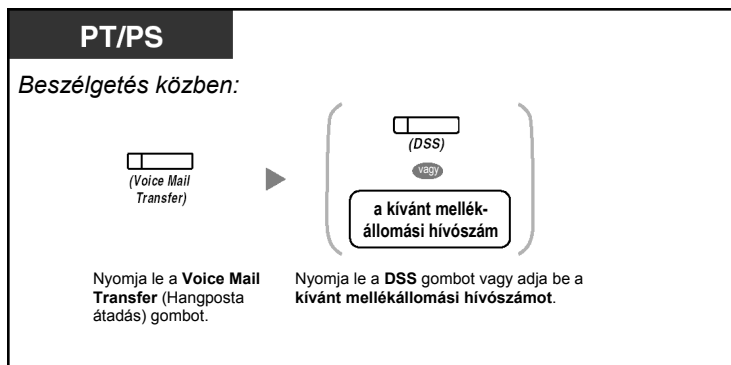 PT/PS
Beszélgetés közben:
(Voice Mail
Transfer)
(DSS)
vagy
a kívánt mellék-
állomási hívószám
Nyomja le a Voice Mail
Transfer (Hangposta
átadás) gombot.
Nyomja le a DSS gombot vagy adja be a
kívánt mellékállomási hívószámot.